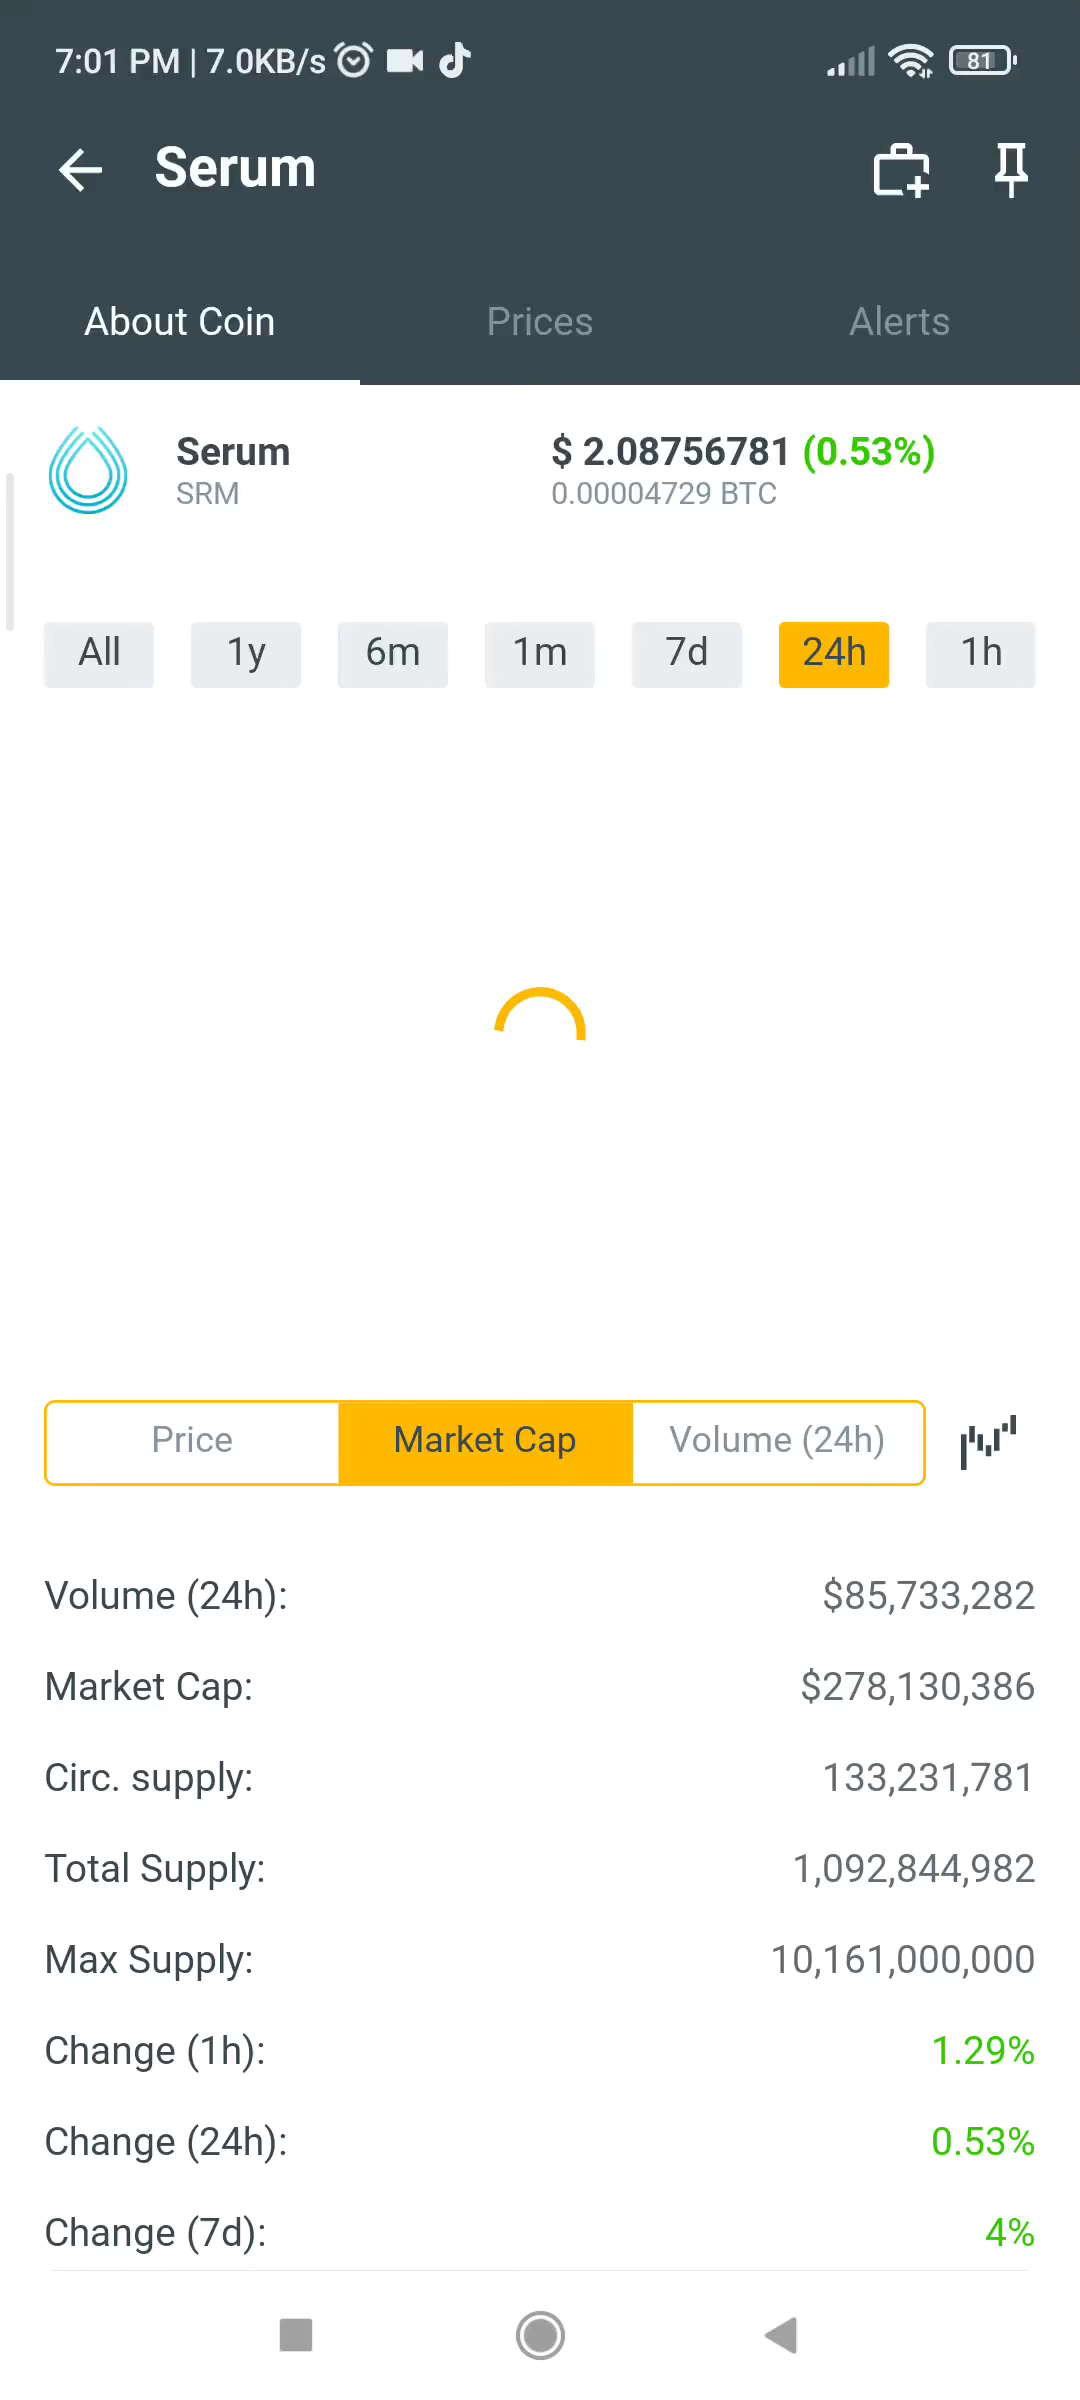 7:01 PM | 7.0KB/s 81
Serum
About Coin Prices Alerts
Serum $ 2.08756781 (0.53%)
SRM 0.00004729 BTC
All 1y 6m 1m 7d 24h 1h
Price Market Cap Volume (24h)
Volume (24h): $85,733,282
Market Cap: $278,130,386
Circ. supply: 133,231,781
Total Supply: 1,092,844,982
Max Supply: 10,161,000,000
Change (1h): 1.29%
Change (24h): 0.53%
Change (7d): 4%